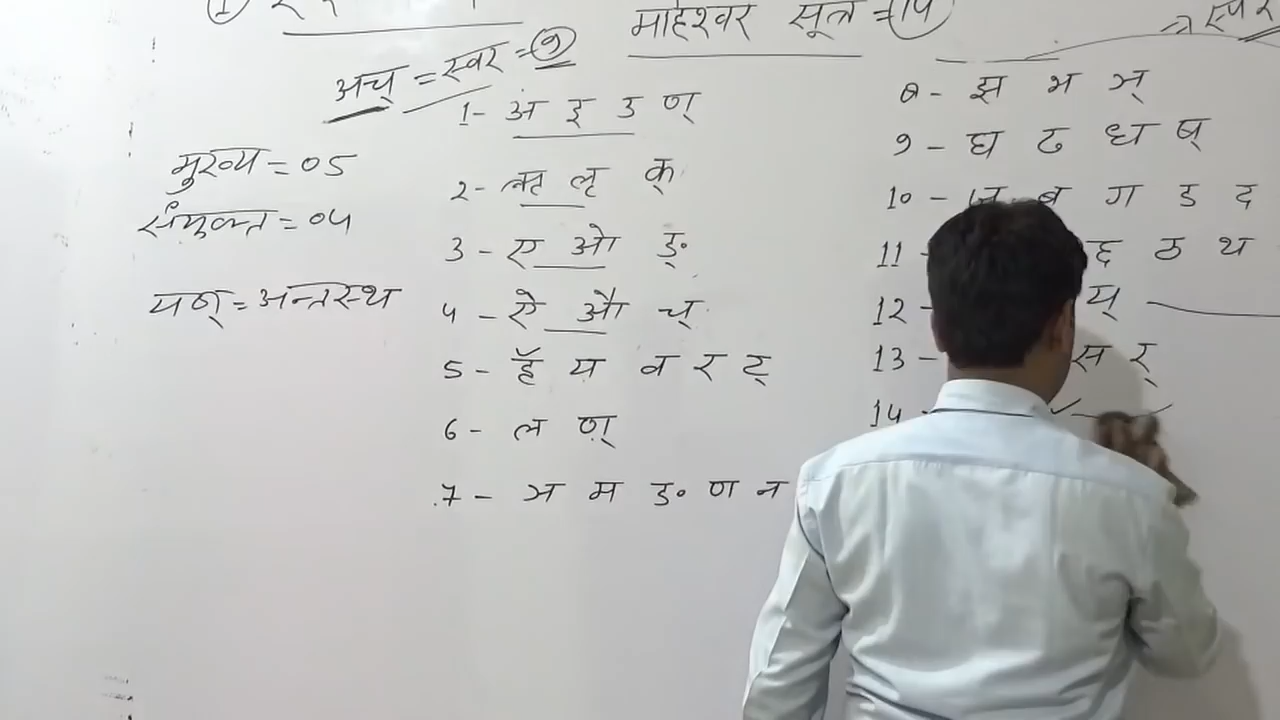 माहेश्वर सूत्र = 14
अच् = स्वर = 9
मुख्य = 05
संयुक्त = 04
यण् = अन्तस्थ
1- अ इ उ ण्
2- ऋ लृ क्
3 - ए ओ ङ्
4 - ऐ औ च्
5 - ह य व र ट्
6 - ल ण्
7 - ञ म ङ ण न
8 - झ भ ञ्
9 - घ ढ ध ष्
10 - ज ब ग ड द
11 - ठ थ
12 - य्
13 - स र्
14